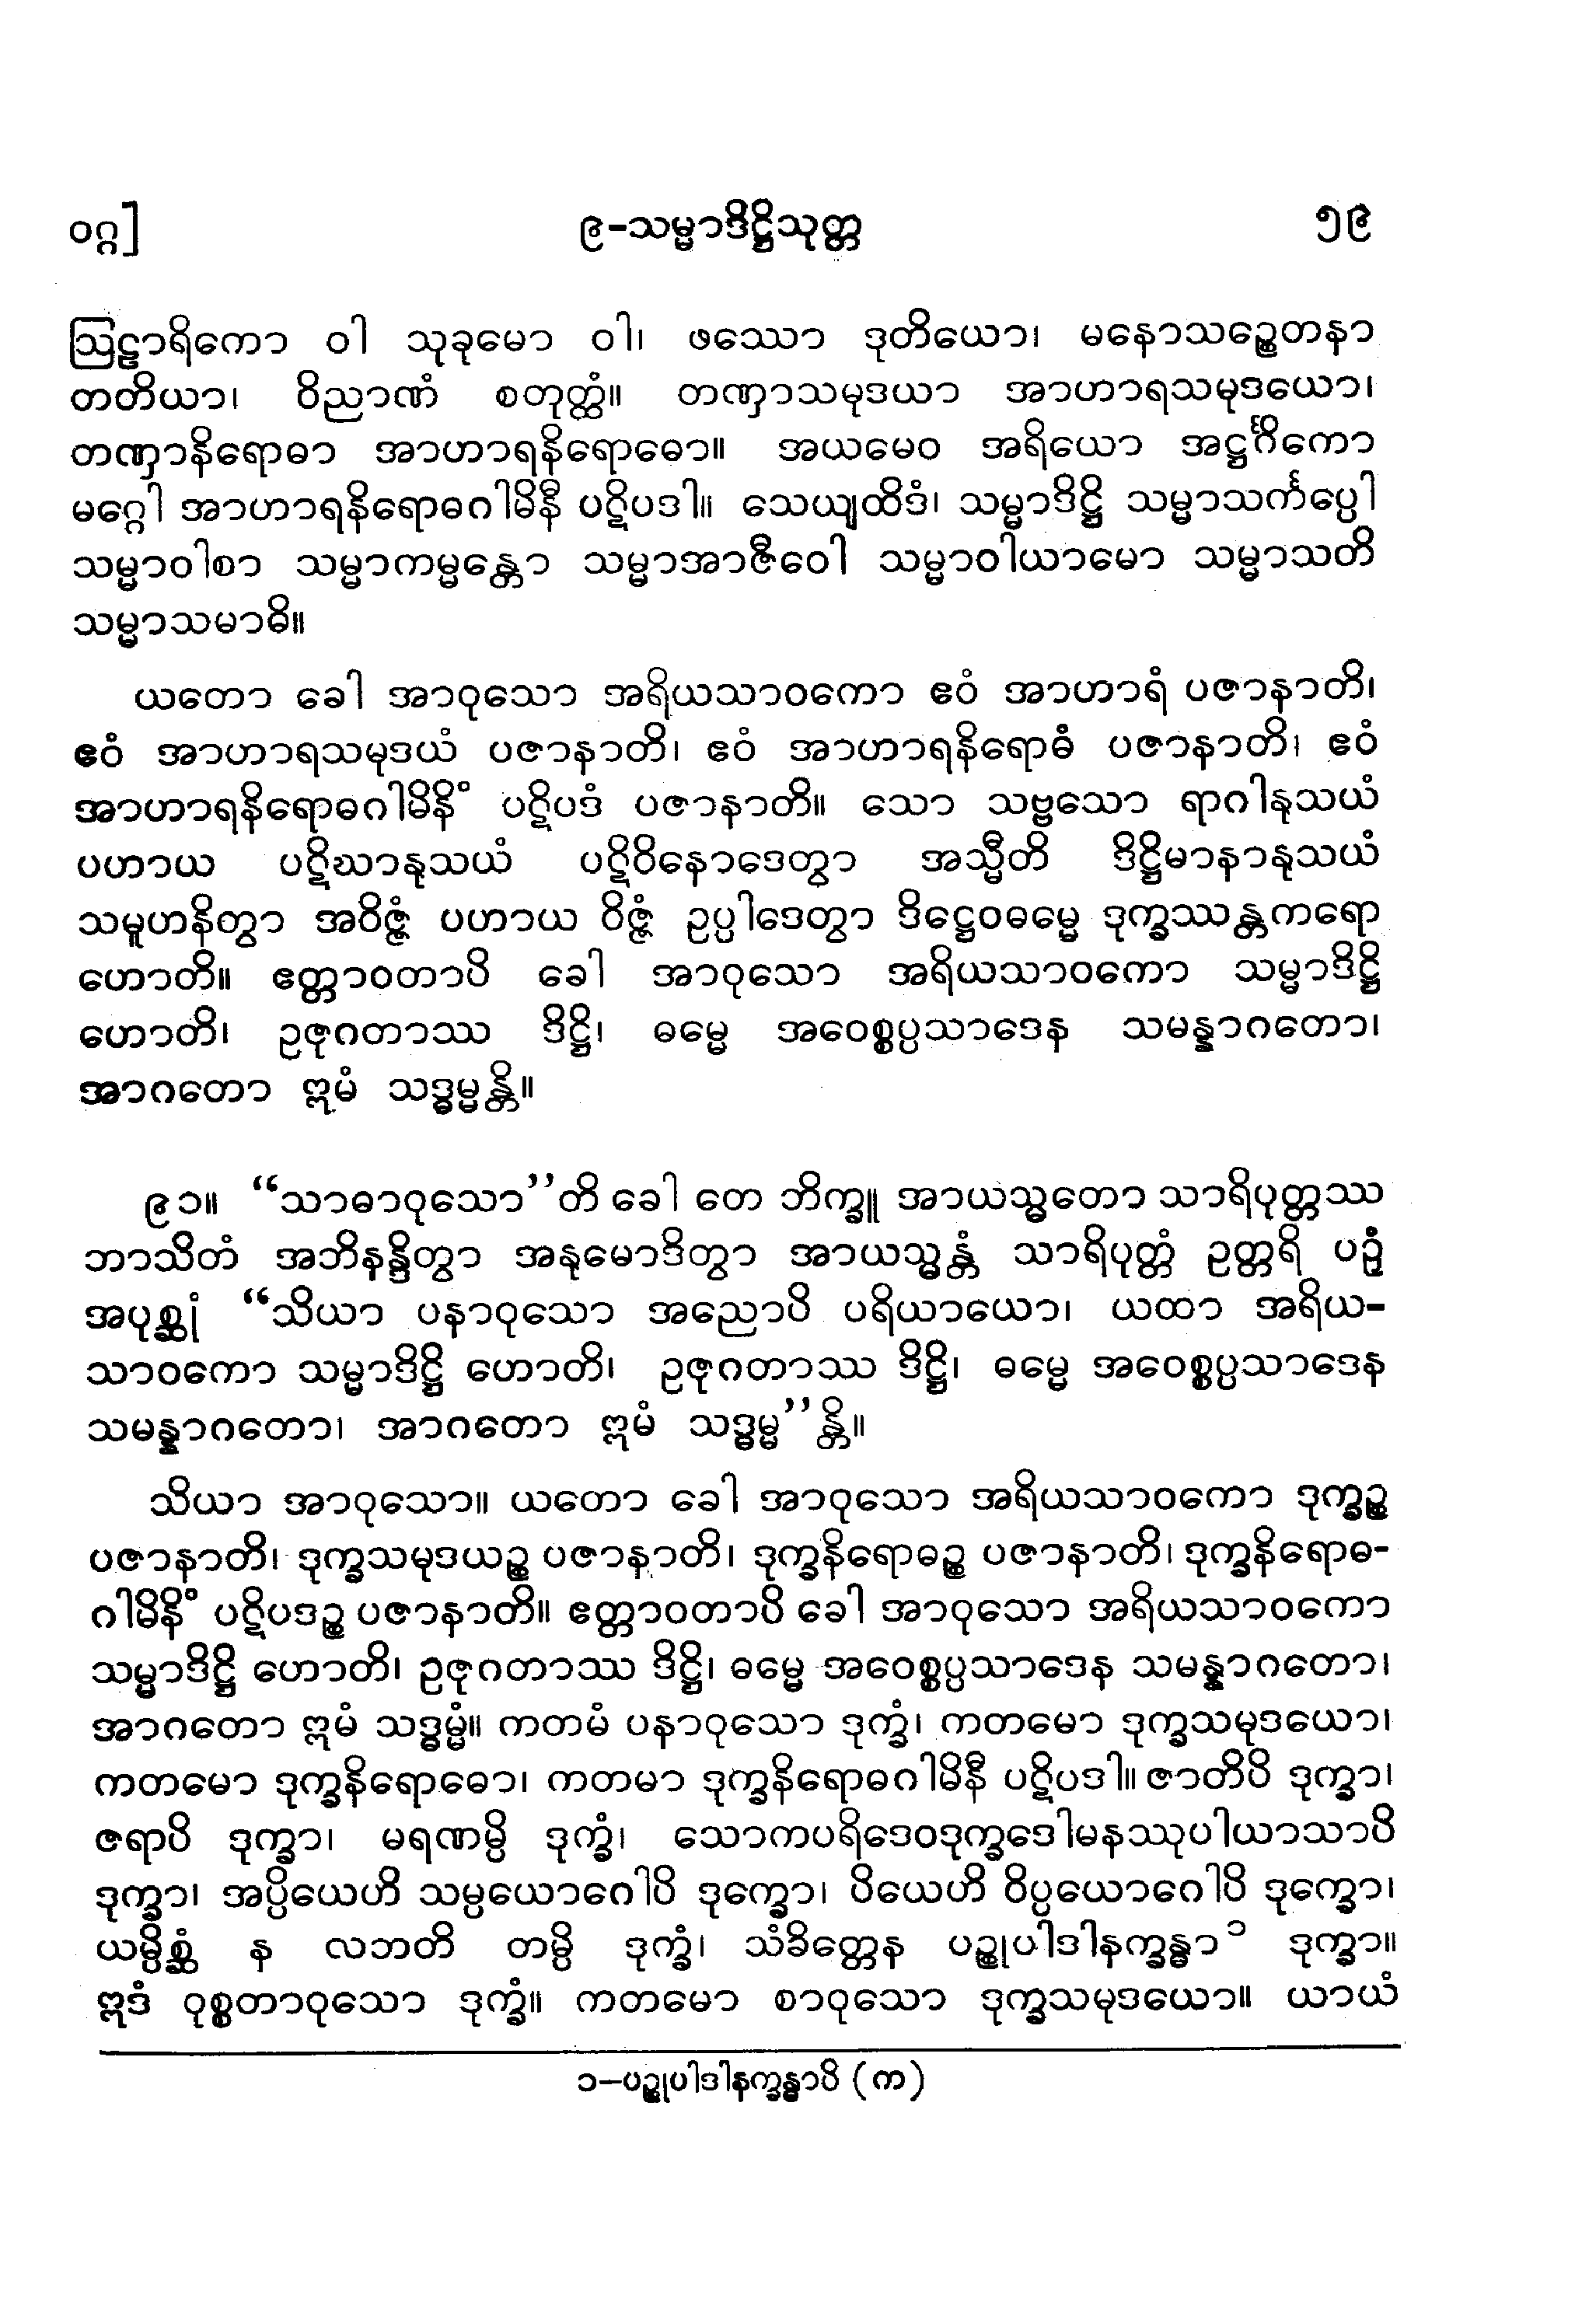 ဝဂ္ဂ] ၉-သမ္မာဒိဋ္ဌိသုတ္တ ၅၉
ဩဠာရိကော ဝါ သုခုမော ဝါ၊ ဖဿော ဒုတိယော၊ မနောသဉ္စေတနာ
တတိယာ၊ ဝိညာဏံ စတုတ္ထံ။ တဏှာသမုဒယာ အာဟာရသမုဒယော၊
တဏှာနိရောဓာ အာဟာရနိရောဓော။ အယမေဝ အရိယော အဋ္ဌင်္ဂိကော
မဂ္ဂေါ အာဟာရနိရောဓဂါမိနီ ပဋိပဒါ။ သေယျထိဒံ၊ သမ္မာဒိဋ္ဌိ သမ္မာသင်္ကပ္ပေါ
သမ္မာဝါစာ သမ္မာကမ္မန္တော သမ္မာအာဇီဝေါ သမ္မာဝါယာမော သမ္မာသတိ
သမ္မာသမာဓိ။
ယတော ခေါ အာဝုသော အရိယသာဝကော ဧဝံ အာဟာရံ ပဇာနာတိ၊
ဧဝံ အာဟာရသမုဒယံ ပဇာနာတိ၊ ဧဝံ အာဟာရနိရောဓံ ပဇာနာတိ၊ ဧဝံ
အာဟာရနိရောဓဂါမိနိံ ပဋိပဒံ ပဇာနာတိ။ သော သဗ္ဗသော ရာဂါနုသယံ
ပဟာယ ပဋိဃာနုသယံ ပဋိဝိနောဒေတွာ အသ္မီတိ ဒိဋ္ဌိမာနာနုသယံ
သမူဟနိတွာ အဝိဇ္ဇံ ပဟာယ ဝိဇ္ဇံ ဥပ္ပါဒေတွာ ဒိဋ္ဌေဝဓမ္မေ ဒုက္ခဿန္တကရော
ဟောတိ။ ဧတ္တာဝတာပိ ခေါ အာဝုသော အရိယသာဝကော သမ္မာဒိဋ္ဌိ
ဟောတိ၊ ဥဇုဂတာဿ ဒိဋ္ဌိ၊ ဓမ္မေ အဝေစ္စပ္ပသာဒေန သမန္နာဂတော၊
အာဂတော ဣမံ သဒ္ဓမ္မန္တိ။
၉၁။ “သာဓာဝုသော”တိ ခေါ တေ ဘိက္ခူ အာယသ္မတော သာရိပုတ္တဿ
ဘာသိတံ အဘိနန္ဒိတွာ အနုမောဒိတွာ အာယသ္မန္တံ သာရိပုတ္တံ ဥတ္တရိ ပဉှံ
အပုစ္ဆုံ “သိယာ ပနာဝုသော အညောပိ ပရိယာယော၊ ယထာ အရိယ-
သာဝကော သမ္မာဒိဋ္ဌိ ဟောတိ၊ ဥဇုဂတာဿ ဒိဋ္ဌိ၊ ဓမ္မေ အဝေစ္စပ္ပသာဒေန
သမန္နာဂတော၊ အာဂတော ဣမံ သဒ္ဓမ္မ”န္တိ။
သိယာ အာဝုသော။ ယတော ခေါ အာဝုသော အရိယသာဝကော ဒုက္ခဉ္စ
ပဇာနာတိ၊ ဒုက္ခသမုဒယဉ္စ ပဇာနာတိ၊ ဒုက္ခနိရောဓဉ္စ ပဇာနာတိ၊ ဒုက္ခနိရောဓ-
ဂါမိနိံ ပဋိပဒဉ္စ ပဇာနာတိ။ ဧတ္တာဝတာပိ ခေါ အာဝုသော အရိယသာဝကော
သမ္မာဒိဋ္ဌိ ဟောတိ၊ ဥဇုဂတာဿ ဒိဋ္ဌိ၊ ဓမ္မေ အဝေစ္စပ္ပသာဒေန သမန္နာဂတော၊
အာဂတော ဣမံ သဒ္ဓမ္မံ။ ကတမံ ပနာဝုသော ဒုက္ခံ၊ ကတမော ဒုက္ခသမုဒယော၊
ကတမော ဒုက္ခနိရောဓော၊ ကတမာ ဒုက္ခနိရောဓဂါမိနီ ပဋိပဒါ။ ဇာတိပိ ဒုက္ခာ၊
ဇရာပိ ဒုက္ခာ၊ မရဏမ္ပိ ဒုက္ခံ၊ သောကပရိဒေဝဒုက္ခဒေါမနဿုပါယာသာပိ
ဒုက္ခာ၊ အပ္ပိယေဟိ သမ္ပယောဂေါပိ ဒုက္ခော၊ ပိယေဟိ ဝိပ္ပယောဂေါပိ ဒုက္ခော၊
ယမ္ပိစ္ဆံ န လဘတိ တမ္ပိ ဒုက္ခံ၊ သံခိတ္တေန ပဉ္စုပါဒါနက္ခန္ဓာ ၁ ဒုက္ခာ။
ဣဒံ ဝုစ္စတာဝုသော ဒုက္ခံ။ ကတမော စာဝုသော ဒုက္ခသမုဒယော။ ယာယံ
၁–ပဉ္စုပါဒါနက္ခန္ဓာပိ (က)